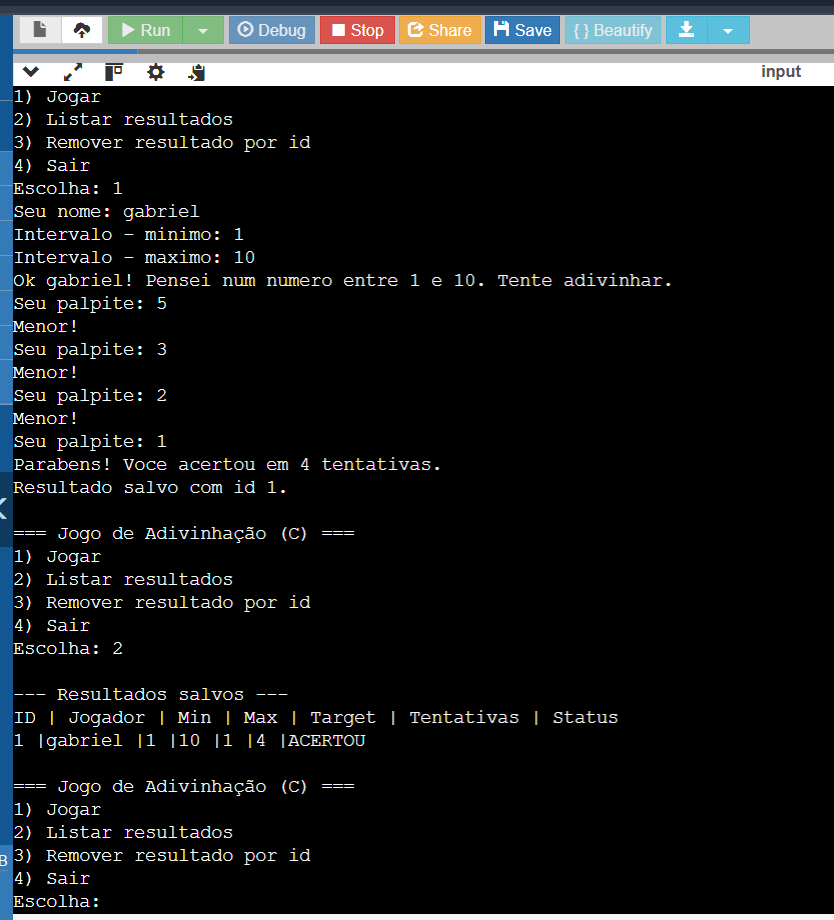 Run Debug Stop Share Save { } Beautify
input
1) Jogar
2) Listar resultados
3) Remover resultado por id
4) Sair
Escolha: 1
Seu nome: gabriel
Intervalo - minimo: 1
Intervalo - maximo: 10
Ok gabriel! Pensei num numero entre 1 e 10. Tente adivinhar.
Seu palpite: 5
Menor!
Seu palpite: 3
Menor!
Seu palpite: 2
Menor!
Seu palpite: 1
Parabens! Voce acertou em 4 tentativas.
Resultado salvo com id 1.
=== Jogo de Adivinhação (C) ===
1) Jogar
2) Listar resultados
3) Remover resultado por id
4) Sair
Escolha: 2
--- Resultados salvos ---
ID | Jogador | Min | Max | Target | Tentativas | Status
1 |gabriel |1 |10 |1 |4 |ACERTOU
=== Jogo de Adivinhação (C) ===
1) Jogar
2) Listar resultados
3) Remover resultado por id
4) Sair
Escolha: